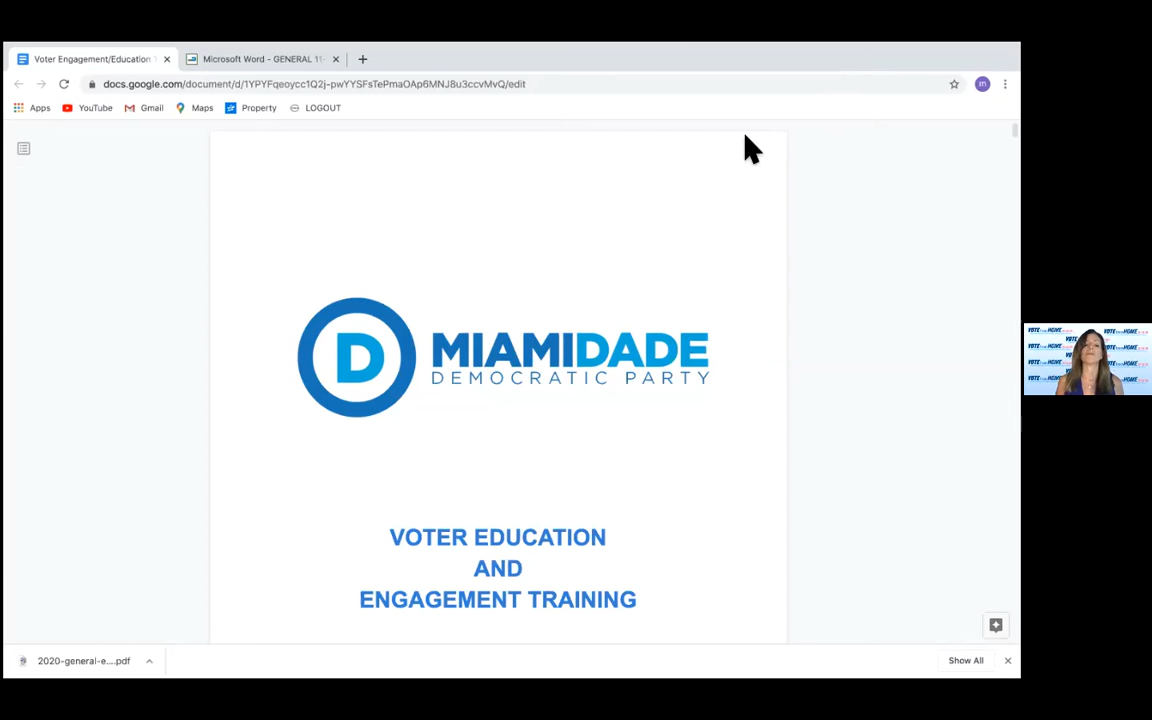 Voter Engagement/Education T
Microsoft Word - GENERAL 11-
docs.google.com/document/d/1YPYFqeoycc1Q2j-pwYYSFsTePmaOAp6MNJ8u3ccvMvQ/edit
m
Apps
YouTube
Gmail
Maps
Property
LOGOUT
D
MIAMIDADE
DEMOCRATIC PARTY
VOTER EDUCATION
AND
ENGAGEMENT TRAINING
2020-general-e....pdf
Show All